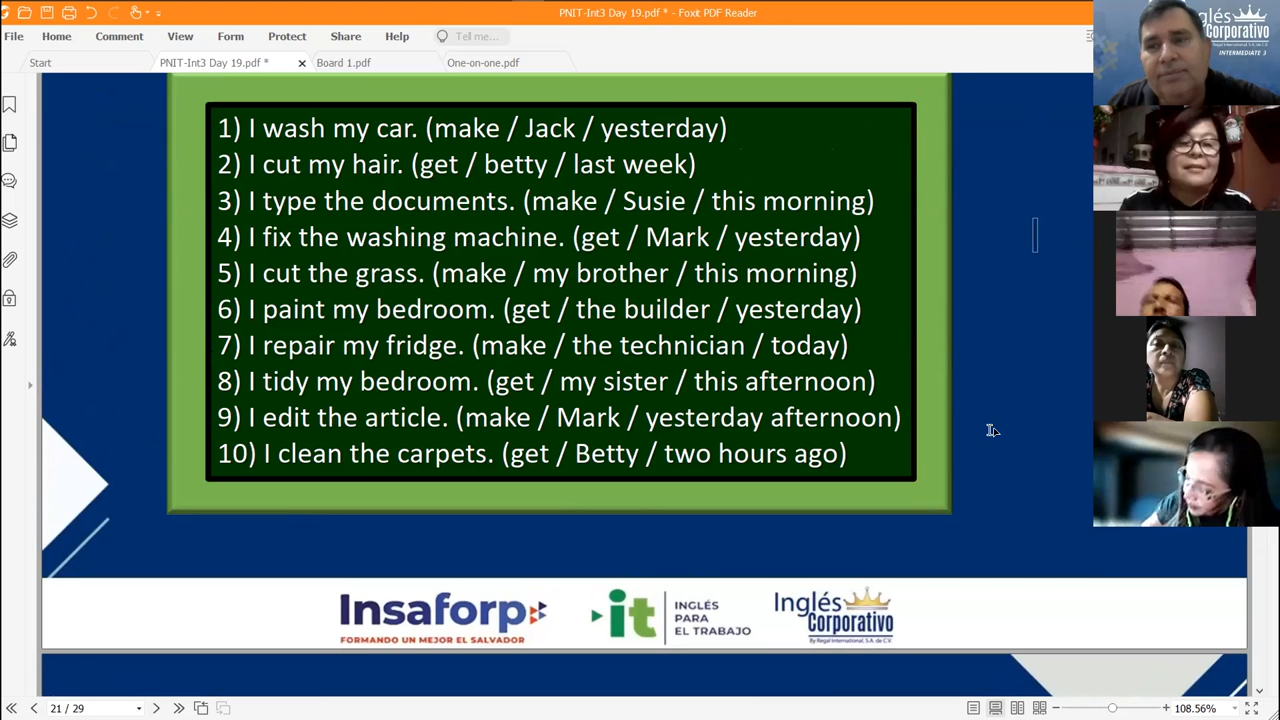 PNIT-Int3 Day 19.pdf * - Foxit PDF Reader
File Home Comment View Form Protect Share Help Tell me...
Start PNIT-Int3 Day 19.pdf * Board 1.pdf One-on-one.pdf
Inglés
Corporativo
By Regal International, S.A. de C.V.
INTERMEDIATE 3
1) I wash my car. (make / Jack / yesterday)
2) I cut my hair. (get / betty / last week)
3) I type the documents. (make / Susie / this morning)
4) I fix the washing machine. (get / Mark / yesterday)
5) I cut the grass. (make / my brother / this morning)
6) I paint my bedroom. (get / the builder / yesterday)
7) I repair my fridge. (make / the technician / today)
8) I tidy my bedroom. (get / my sister / this afternoon)
9) I edit the article. (make / Mark / yesterday afternoon)
10) I clean the carpets. (get / Betty / two hours ago)
Insaforp
FORMANDO UN MEJOR EL SALVADOR
it
INGLÉS
PARA
EL TRABAJO
Inglés
Corporativo
By Regal International, S.A. de C.V.
21 / 29
108.56%